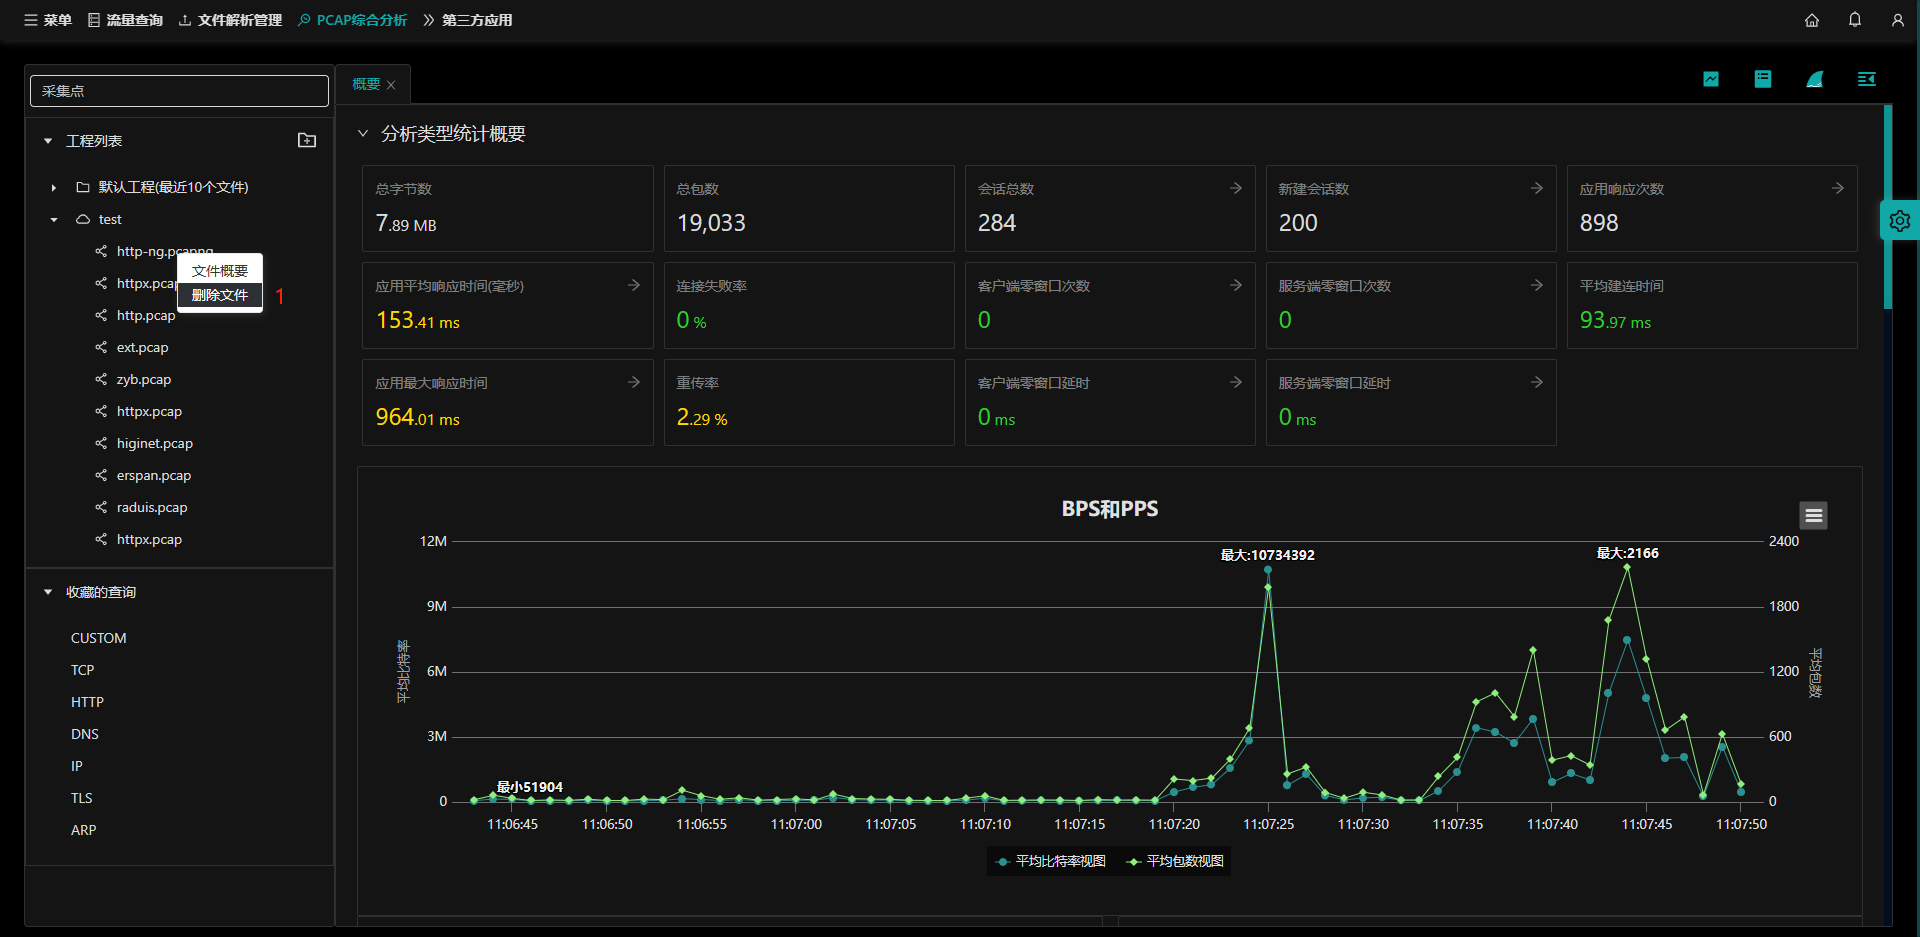 菜单 流量查询 文件解析管理 PCAP综合分析 第三方应用
采集点
工程列表
默认工程(最近10个文件)
test
http-ng.pcapng
httpx.pcap
http.pcap
ext.pcap
zyb.pcap
httpx.pcap
higinet.pcap
erspan.pcap
raduis.pcap
httpx.pcap
文件概要
删除文件
1
收藏的查询
CUSTOM
TCP
HTTP
DNS
IP
TLS
ARP
概要
分析类型统计概要
总字节数
7.89 MB
总包数
19,033
会话总数
284
新建会话数
200
应用响应次数
898
应用平均响应时间(毫秒)
153.41 ms
连接失败率
0 %
客户端零窗口次数
0
服务端零窗口次数
0
平均建连时间
93.97 ms
应用最大响应时间
964.01 ms
重传率
2.29 %
客户端零窗口延时
0 ms
服务端零窗口延时
0 ms
BPS和PPS
平均比特率
12M
9M
6M
3M
0
最小51904
最大:10734392
最大:2166
2400
1800
1200
600
0
平均包数
11:06:45 11:06:50 11:06:55 11:07:00 11:07:05 11:07:10 11:07:15 11:07:20 11:07:25 11:07:30 11:07:35 11:07:40 11:07:45 11:07:50
平均比特率视图 平均包数视图